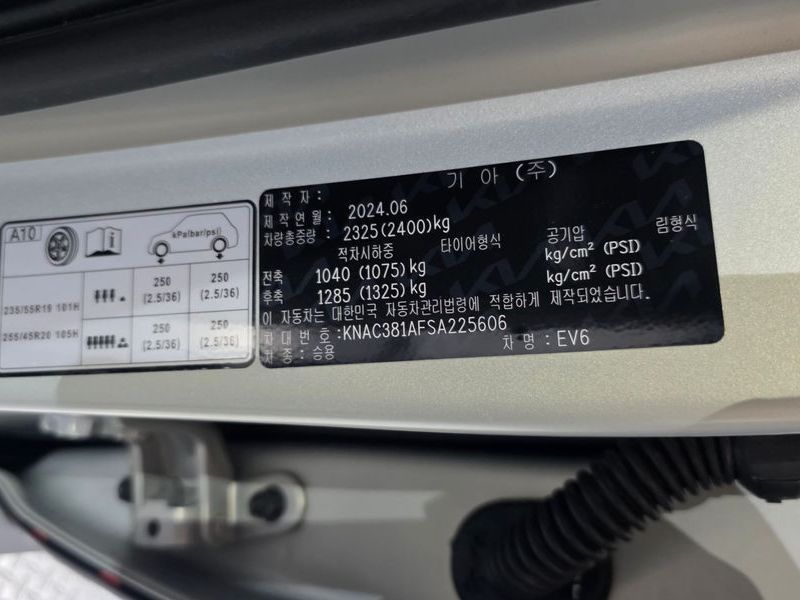 A10
kPa(bar/psi)
235/55R19 101H
250 (2.5/36)
250 (2.5/36)
255/45R20 105H
250 (2.5/36)
250 (2.5/36)
제 작 자 : 기 아 (주)
제 작 연 월 : 2024.06
차량총중량 : 2325(2400)kg
적차시하중 타이어형식 공기압 림형식
전축 1040 (1075)kg kg/cm² (PSI)
후축 1285 (1325)kg kg/cm² (PSI)
이 자동차는 대한민국 자동차관리법령에 적합하게 제작되었습니다.
차 대 번 호 :KNAC381AFSA225606
차 종 : 승용 차 명 : EV6